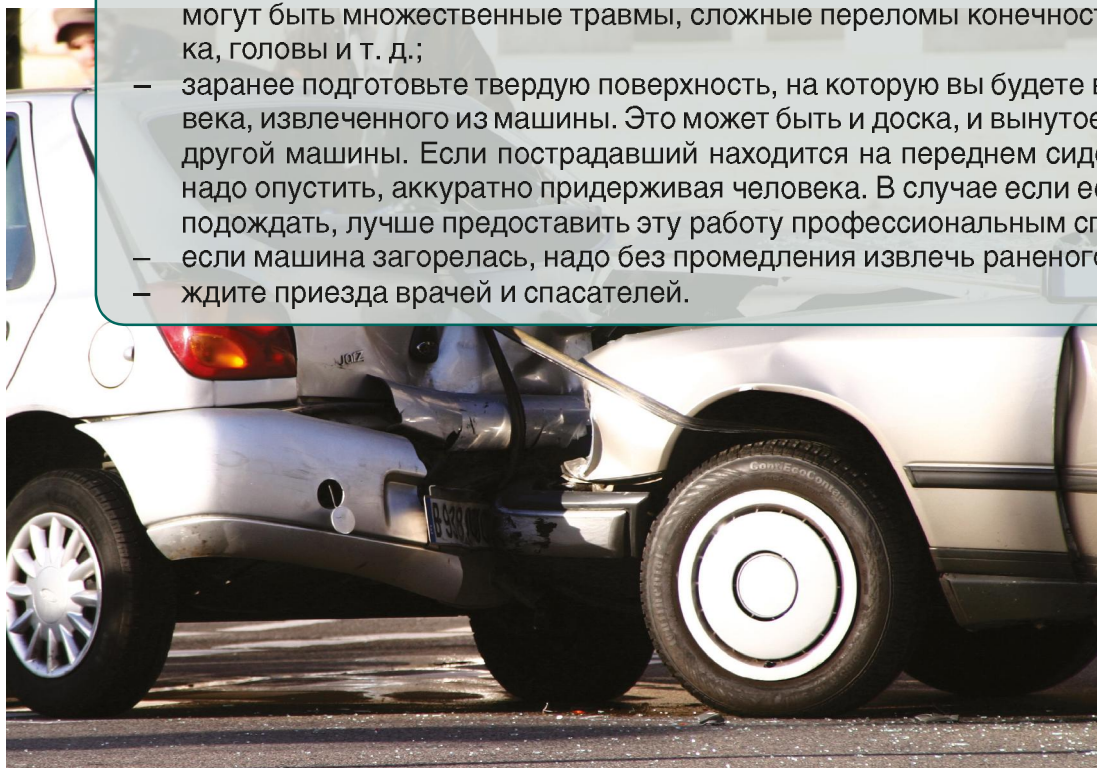 могут быть множественные травмы, сложные переломы конечност
ка, головы и т. д.;
– заранее подготовьте твердую поверхность, на которую вы будете в
века, извлеченного из машины. Это может быть и доска, и вынутое
другой машины. Если пострадавший находится на переднем сиде
надо опустить, аккуратно придерживая человека. В случае если ес
подождать, лучше предоставить эту работу профессиональным сп
– если машина загорелась, надо без промедления извлечь раненого
– ждите приезда врачей и спасателей.
ContiEcoContact